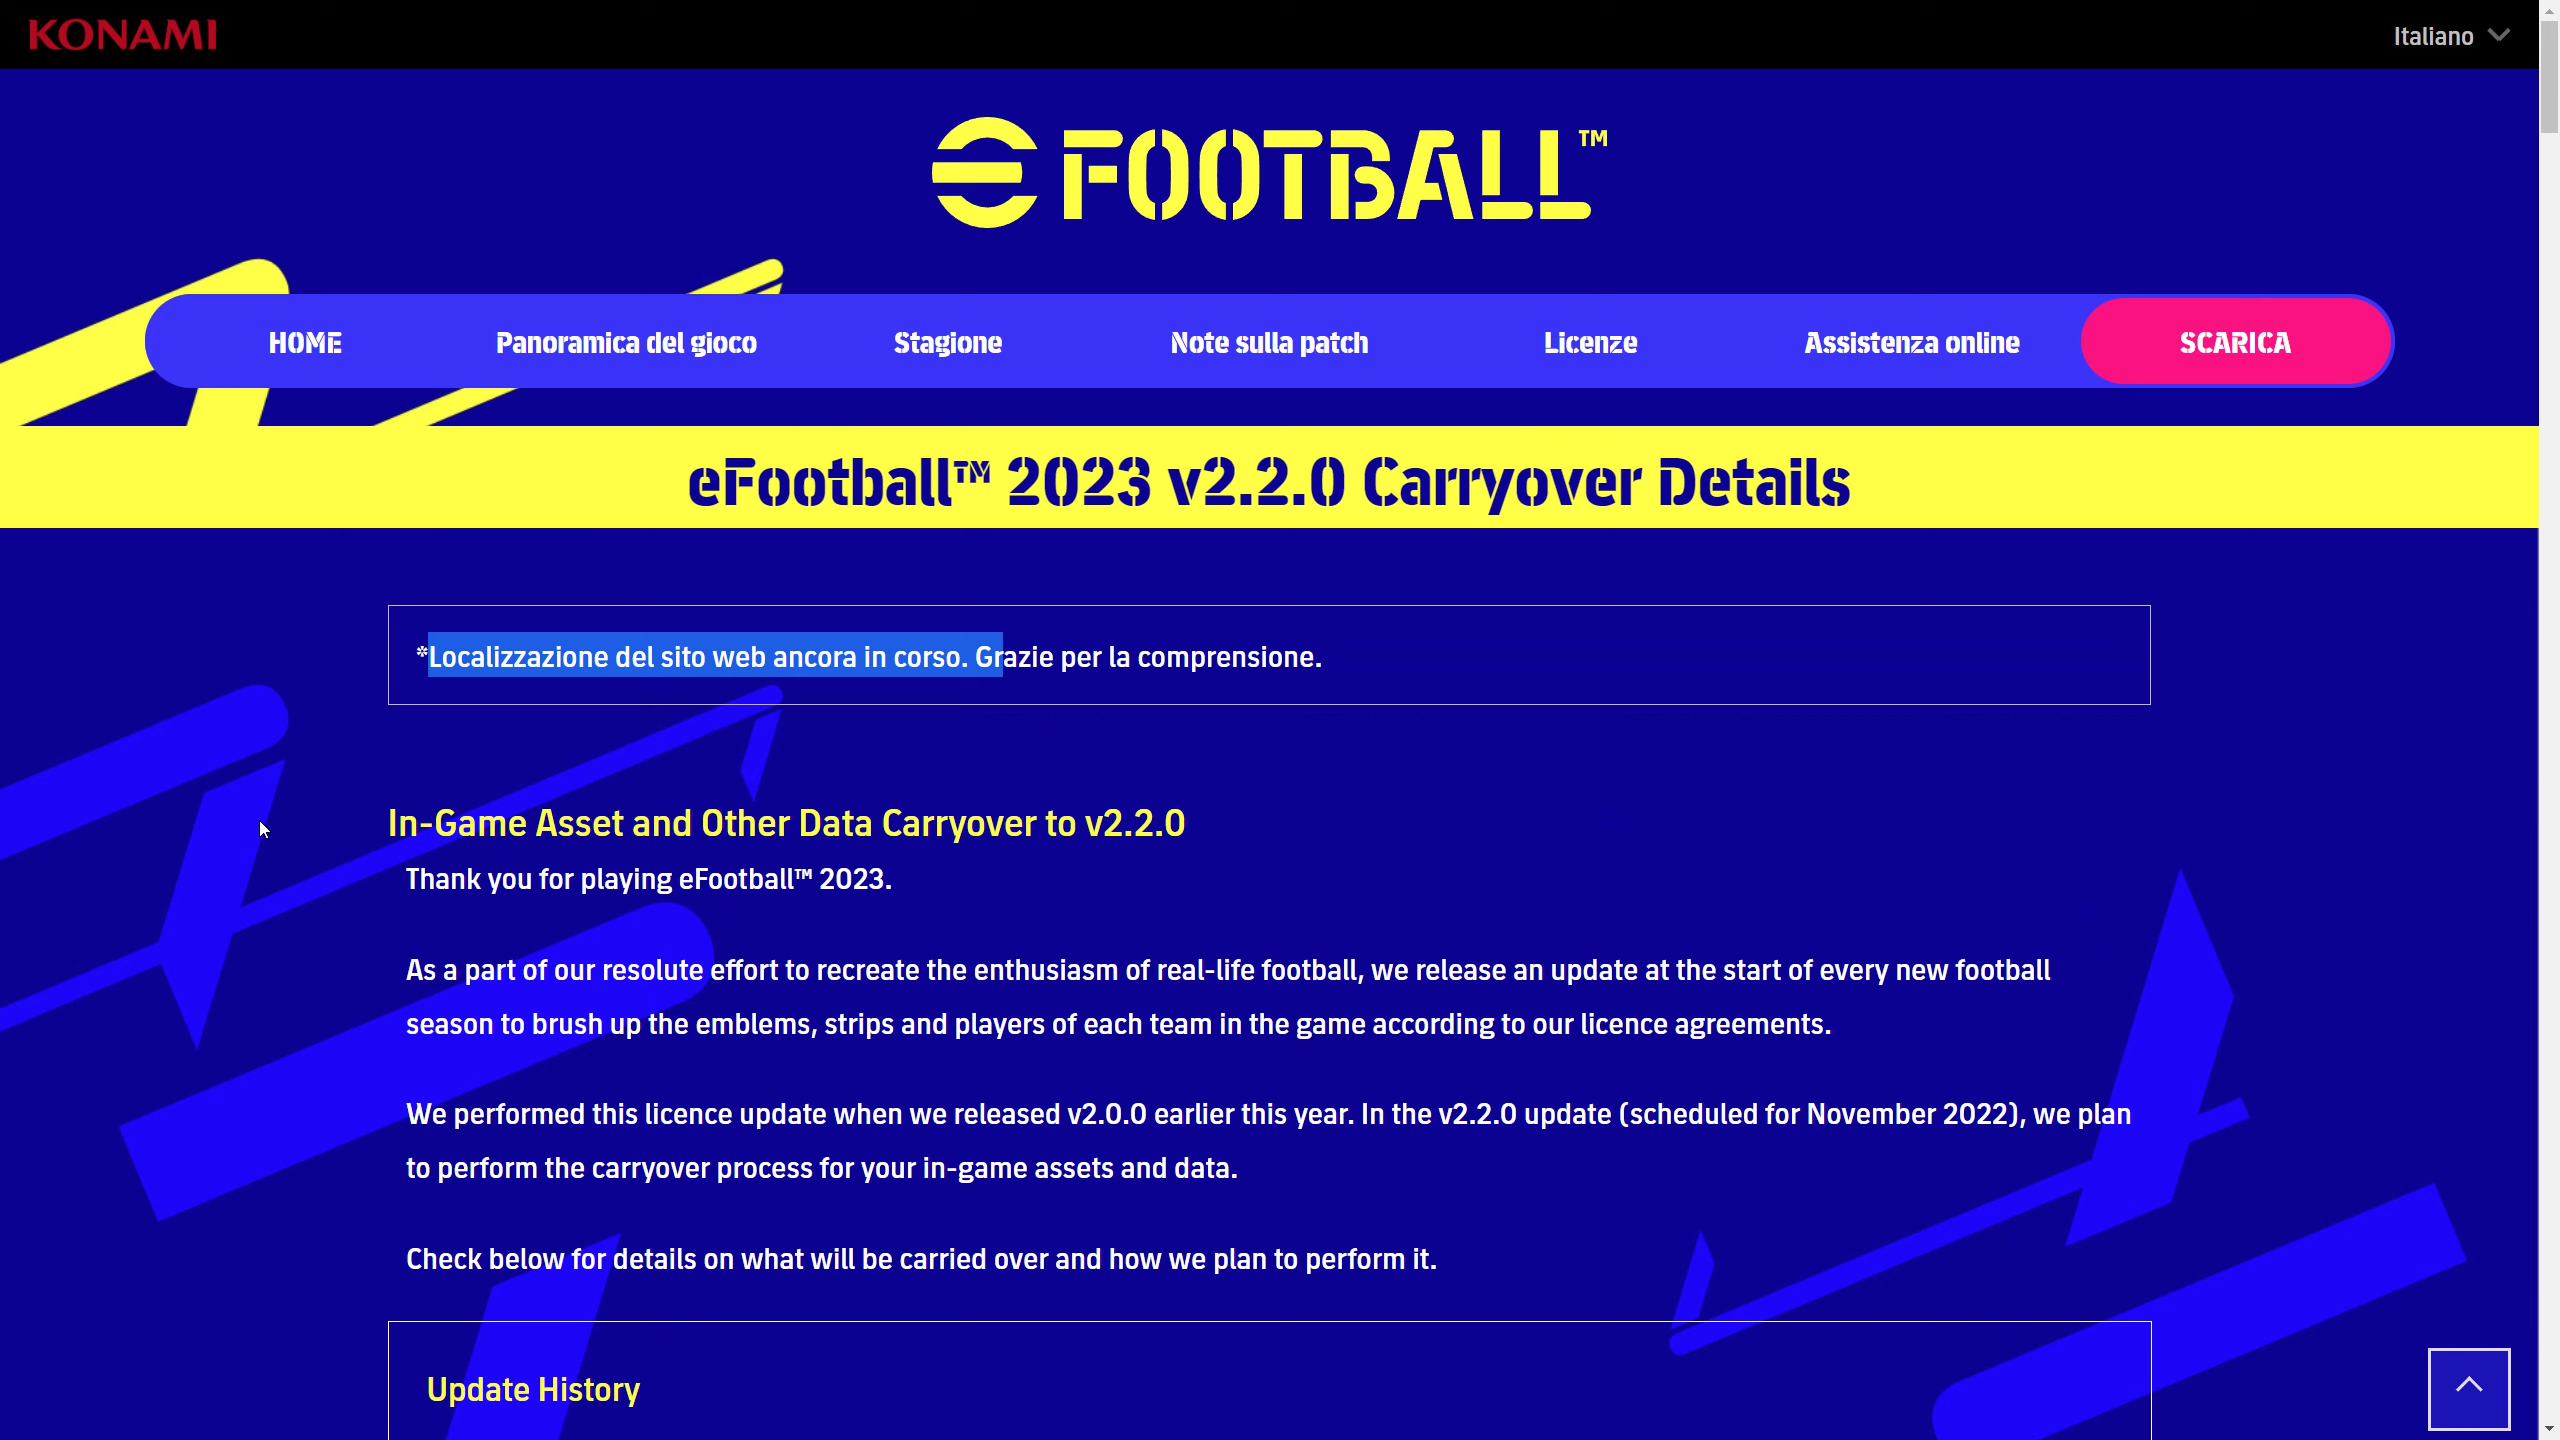 KONAMI
Italiano
FOOTBALL™
HOME
Panoramica del gioco
Stagione
Note sulla patch
Licenze
Assistenza online
SCARICA
eFootball™ 2023 v2.2.0 Carryover Details
*Localizzazione del sito web ancora in corso. Grazie per la comprensione.
In-Game Asset and Other Data Carryover to v2.2.0
Thank you for playing eFootball™ 2023.
As a part of our resolute effort to recreate the enthusiasm of real-life football, we release an update at the start of every new football
season to brush up the emblems, strips and players of each team in the game according to our licence agreements.
We performed this licence update when we released v2.0.0 earlier this year. In the v2.2.0 update (scheduled for November 2022), we plan
to perform the carryover process for your in-game assets and data.
Check below for details on what will be carried over and how we plan to perform it.
Update History